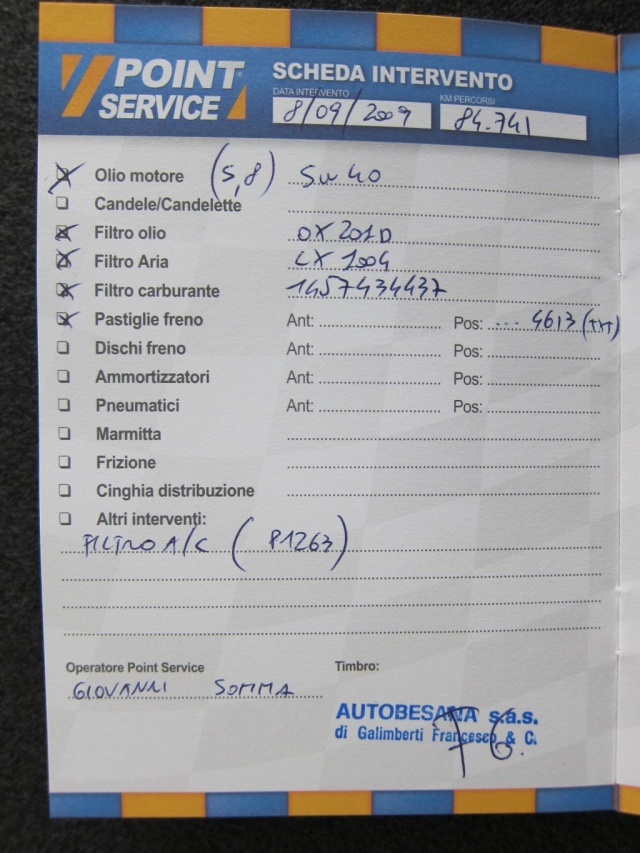 POINT SERVICE
SCHEDA INTERVENTO
DATA INTERVENTO KM PERCORSI
8/09/2009 84.741
Olio motore (5,8) 5W40
Candele/Candelette
Filtro olio OX 201D
Filtro Aria LX 1004
Filtro carburante 1457434437
Pastiglie freno Ant: Pos: 4613 (TRT)
Dischi freno Ant: Pos:
Ammortizzatori Ant: Pos:
Pneumatici Ant: Pos:
Marmitta
Frizione
Cinghia distribuzione
Altri interventi:
FILTRO A/C ( P1263)
Operatore Point Service Timbro:
GIOVANNI SOMMA
AUTOBESANA s.a.s.
di Galimberti Francesco & C.